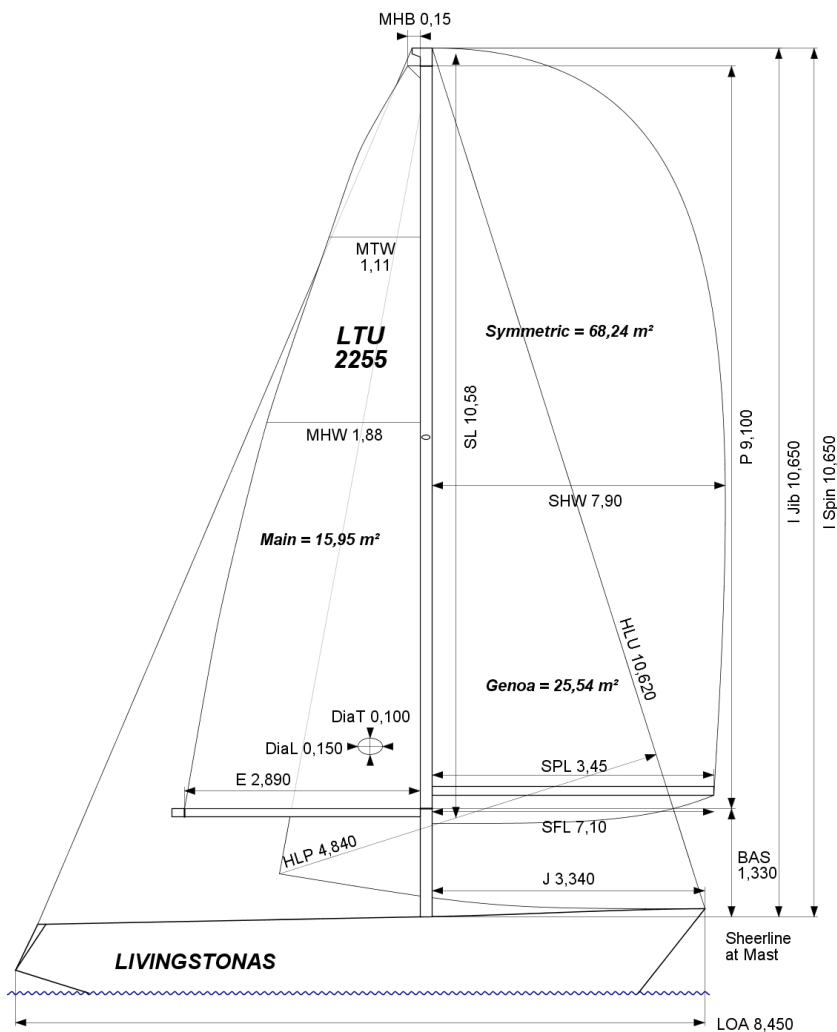 MHB 0,15
MTW
1,11
LTU
2255
Symmetric = 68,24 m²
SL 10,58
P 9,100
I Jib 10,650
I Spin 10,650
MHW 1,88
SHW 7,90
Main = 15,95 m²
HLU 10,620
Genoa = 25,54 m²
DiaT 0,100
DiaL 0,150
E 2,890
SPL 3,45
SFL 7,10
HLP 4,840
BAS
1,330
J 3,340
Sheerline
at Mast
LIVINGSTONAS
LOA 8,450